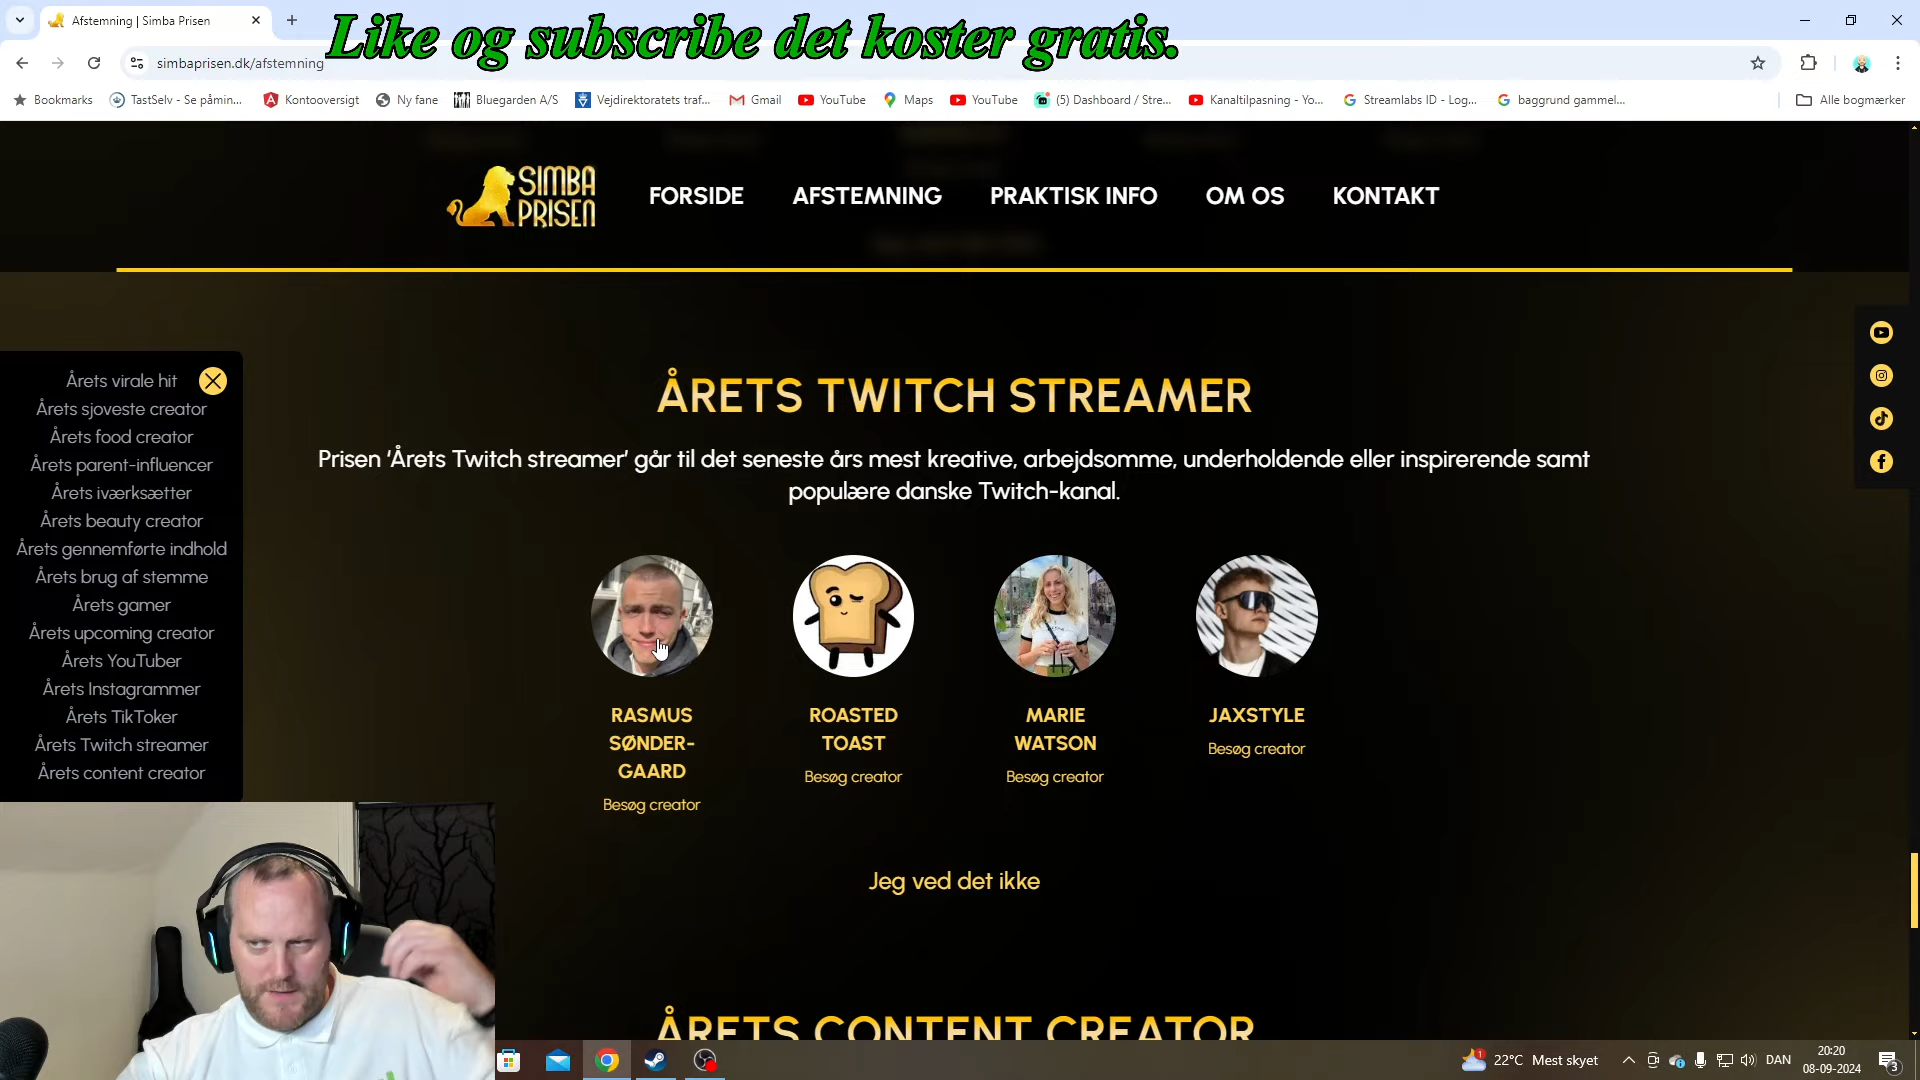 Afstemning | Simba Prisen
Like og subscribe det koster gratis.
simbaprisen.dk/afstemning
Bookmarks
TastSelv - Se påmin...
Kontooversigt
Ny fane
Bluegarden A/S
Vejdirektoratets traf...
Gmail
YouTube
Maps
YouTube
(5) Dashboard / Stre...
Kanaltilpasning - Yo...
Streamlabs ID - Log...
baggrund gammel...
Alle bogmærker
SIMBA
PRISEN
FORSIDE
AFSTEMNING
PRAKTISK INFO
OM OS
KONTAKT
Årets virale hit
Årets sjoveste creator
Årets food creator
Årets parent-influencer
Årets iværksætter
Årets beauty creator
Årets gennemførte indhold
Årets brug af stemme
Årets gamer
Årets upcoming creator
Årets YouTuber
Årets Instagrammer
Årets TikToker
Årets Twitch streamer
Årets content creator
ÅRETS TWITCH STREAMER
Prisen ‘Årets Twitch streamer’ går til det seneste års mest kreative, arbejdsomme, underholdende eller inspirerende samt
populære danske Twitch-kanal.
RASMUS
SØNDER-
GAARD
Besøg creator
ROASTED
TOAST
Besøg creator
MARIE
WATSON
Besøg creator
JAXSTYLE
Besøg creator
Jeg ved det ikke
ÅRETS CONTENT CREATOR
1
22°C Mest skyet
DAN
20:20
08-09-2024
3